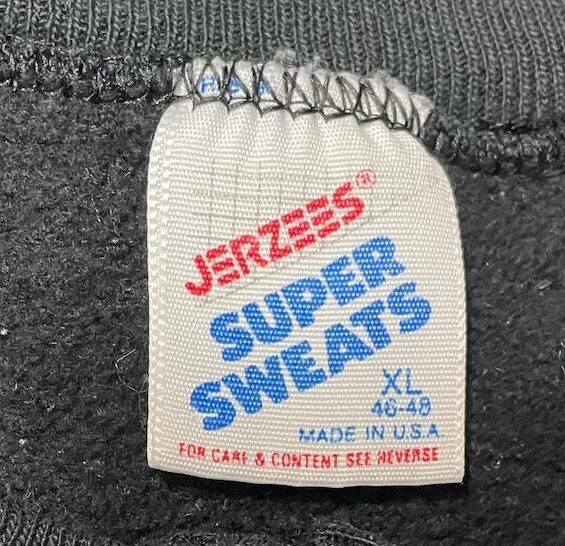 JERZEES®
SUPER
SWEATS
XL
46-48
MADE IN U.S.A.
FOR CARE & CONTENT SEE REVERSE